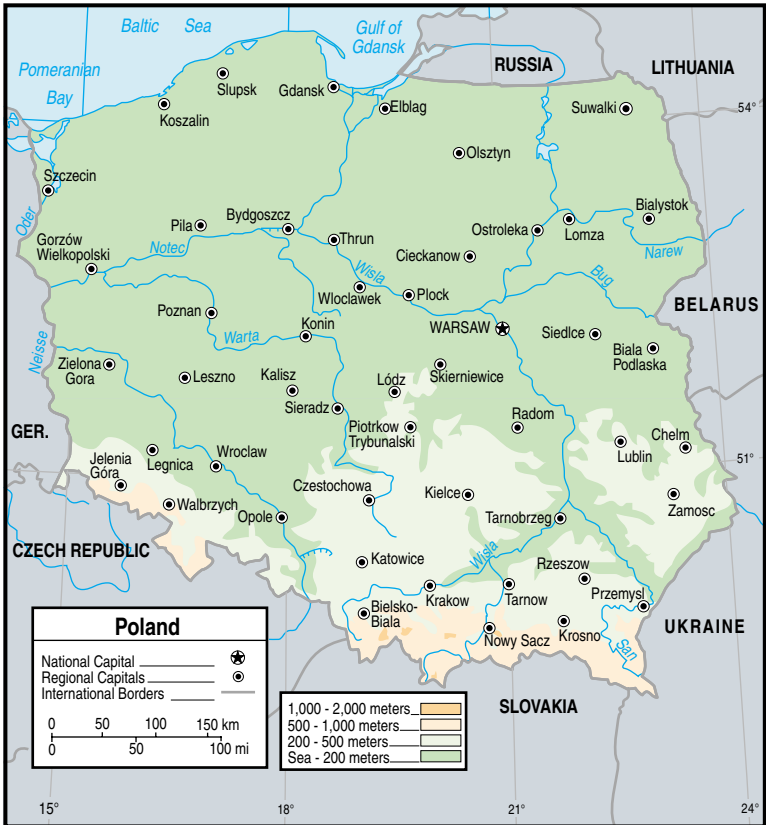 Baltic Sea
Gulf of
Gdansk
Pomeranian
Bay
RUSSIA
LITHUANIA
54°
Slupsk
Gdansk
Koszalin
Elblag
Suwalki
Olsztyn
Szczecin
Oder
Pila
Bydgoszcz
Thrun
Ostroleka
Lomza
Bialystok
Gorzów
Wielkopolski
Notec
Cieckanow
Narew
Wisla
Bug
Wloclawek
Plock
Poznan
BELARUS
Warta
Konin
WARSAW
Siedlce
Biala
Podlaska
Neisse
Zielona
Gora
Leszno
Kalisz
Lódz
Skierniewice
Sieradz
Piotrkow
Trybunalski
Radom
GER.
Chelm
Lublin
51°
Jelenia
Góra
Legnica
Wroclaw
Czestochowa
Kielce
Zamosc
Walbrzych
Opole
Tarnobrzeg
CZECH REPUBLIC
Katowice
Wisla
Rzeszow
Przemysl
Krakow
Tarnow
Bielsko-
Biala
Nowy Sacz
Krosno
San
UKRAINE
SLOVAKIA
Poland
National Capital
Regional Capitals
International Borders
0 50 100 150 km
0 50 100 mi
1,000 - 2,000 meters
500 - 1,000 meters
200 - 500 meters
Sea - 200 meters
15° 18° 21° 24°